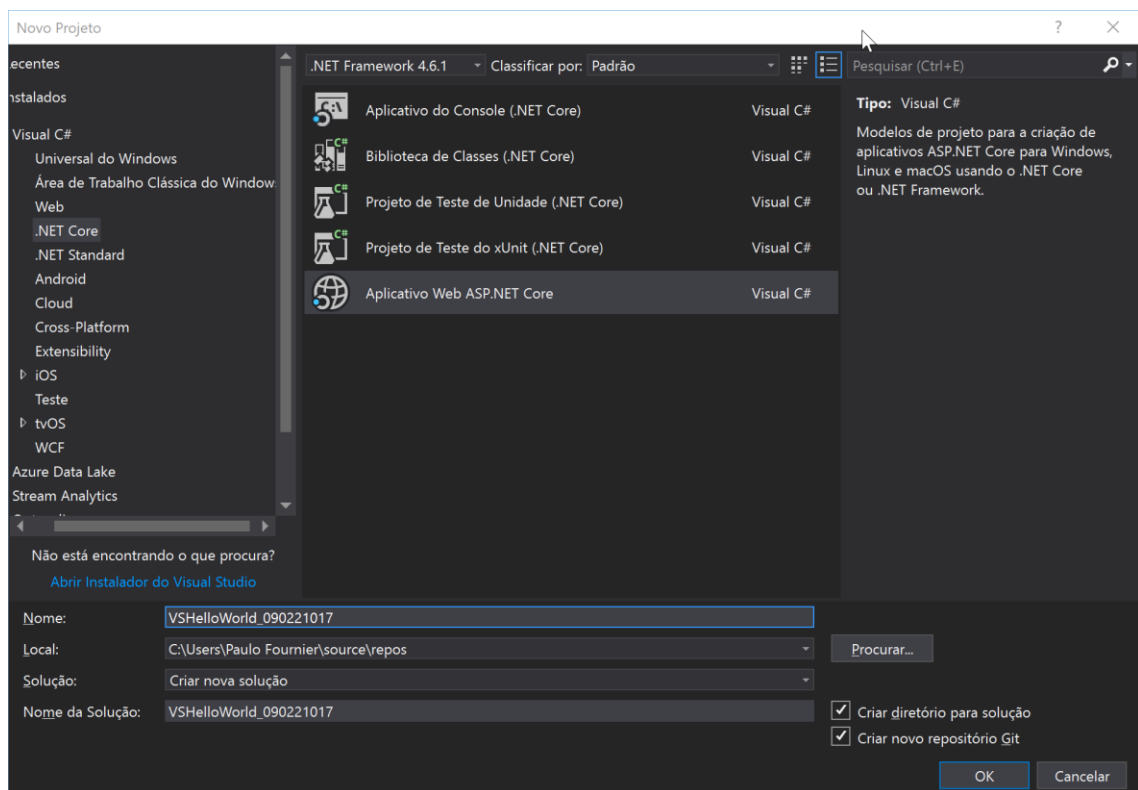 Novo Projeto
ecentes
nstalados
Visual C#
Universal do Windows
Área de Trabalho Clássica do Window
Web
.NET Core
.NET Standard
Android
Cloud
Cross-Platform
Extensibility
iOS
Teste
tvOS
WCF
Azure Data Lake
Stream Analytics
Não está encontrando o que procura?
Abrir Instalador do Visual Studio
.NET Framework 4.6.1 Classificar por: Padrão
Aplicativo do Console (.NET Core) Visual C#
Biblioteca de Classes (.NET Core) Visual C#
Projeto de Teste de Unidade (.NET Core) Visual C#
Projeto de Teste do xUnit (.NET Core) Visual C#
Aplicativo Web ASP.NET Core Visual C#
Pesquisar (Ctrl+E)
Tipo: Visual C#
Modelos de projeto para a criação de
aplicativos ASP.NET Core para Windows,
Linux e macOS usando o .NET Core
ou .NET Framework.
Nome: VSHelloWorld_090221017
Local: C:\Users\Paulo Fournier\source\repos
Procurar...
Solução: Criar nova solução
Nome da Solução: VSHelloWorld_090221017
Criar diretório para solução
Criar novo repositório Git
OK Cancelar